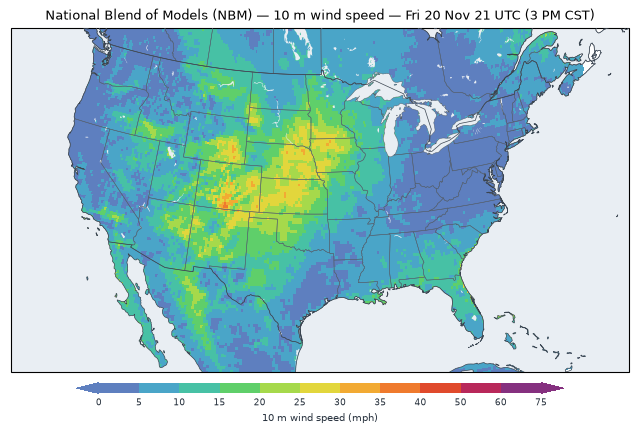 National Blend of Models (NBM) — 10 m wind speed — Fri 20 Nov 21 UTC (3 PM CST)
0 5 10 15 20 25 30 35 40 50 60 75
10 m wind speed (mph)